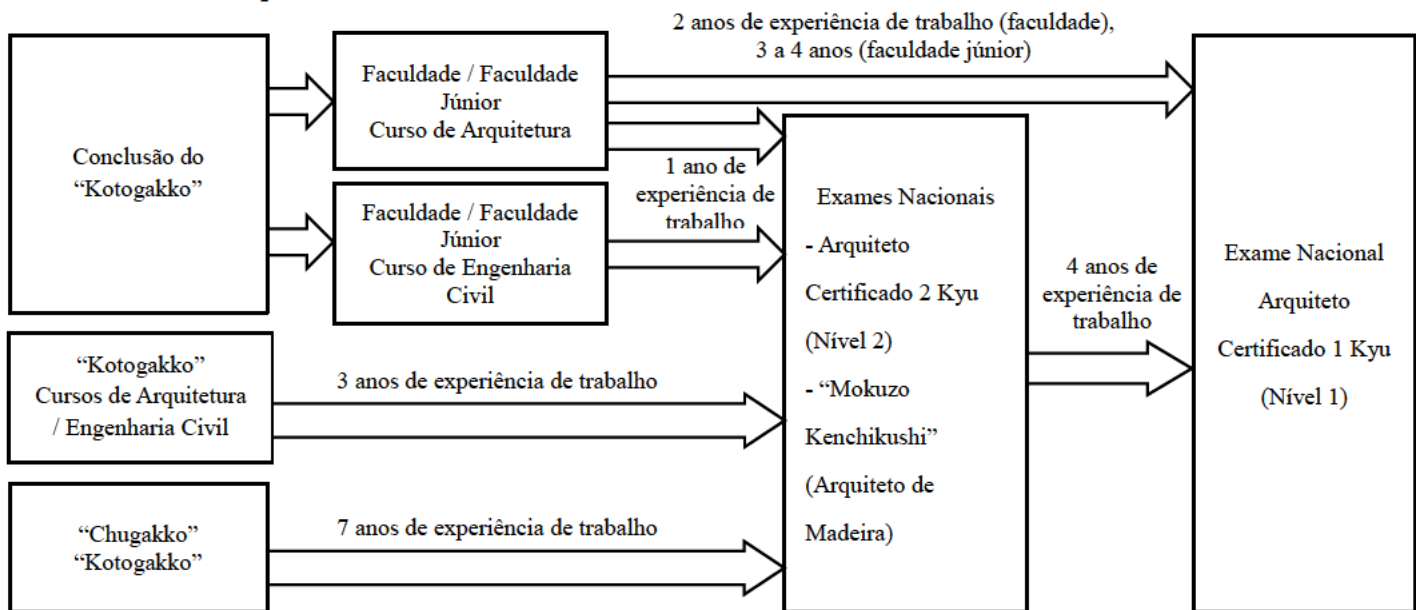 2 anos de experiência de trabalho (faculdade),
3 a 4 anos (faculdade júnior)
Conclusão do
“Kotogakko”
Faculdade / Faculdade
Júnior
Curso de Arquitetura
1 ano de
experiência de
trabalho
Faculdade / Faculdade
Júnior
Curso de Engenharia
Civil
Exames Nacionais
- Arquiteto
Certificado 2 Kyu
(Nível 2)
- “Mokuzo
Kenchikushi”
(Arquiteto de
Madeira)
4 anos de
experiência de
trabalho
Exame Nacional
Arquiteto
Certificado 1 Kyu
(Nível 1)
“Kotogakko”
Cursos de Arquitetura
/ Engenharia Civil
3 anos de experiência de trabalho
“Chugakko”
“Kotogakko”
7 anos de experiência de trabalho